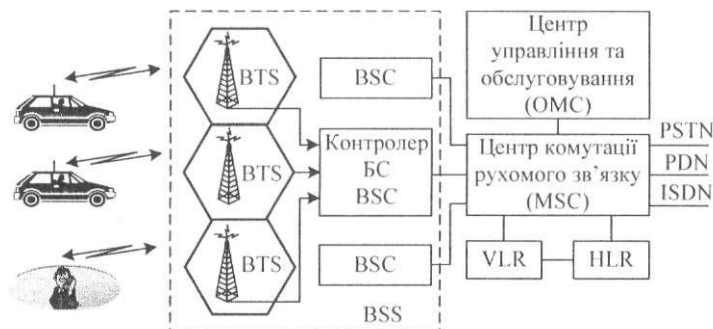 BTS
BTS
BTS
BSC
Контролер
БС
BSC
BSC
BSS
Центр
управління та
обслуговування
(ОМС)
Центр комутації
рухомого зв’язку
(MSC)
PSTN
PDN
ISDN
VLR
HLR